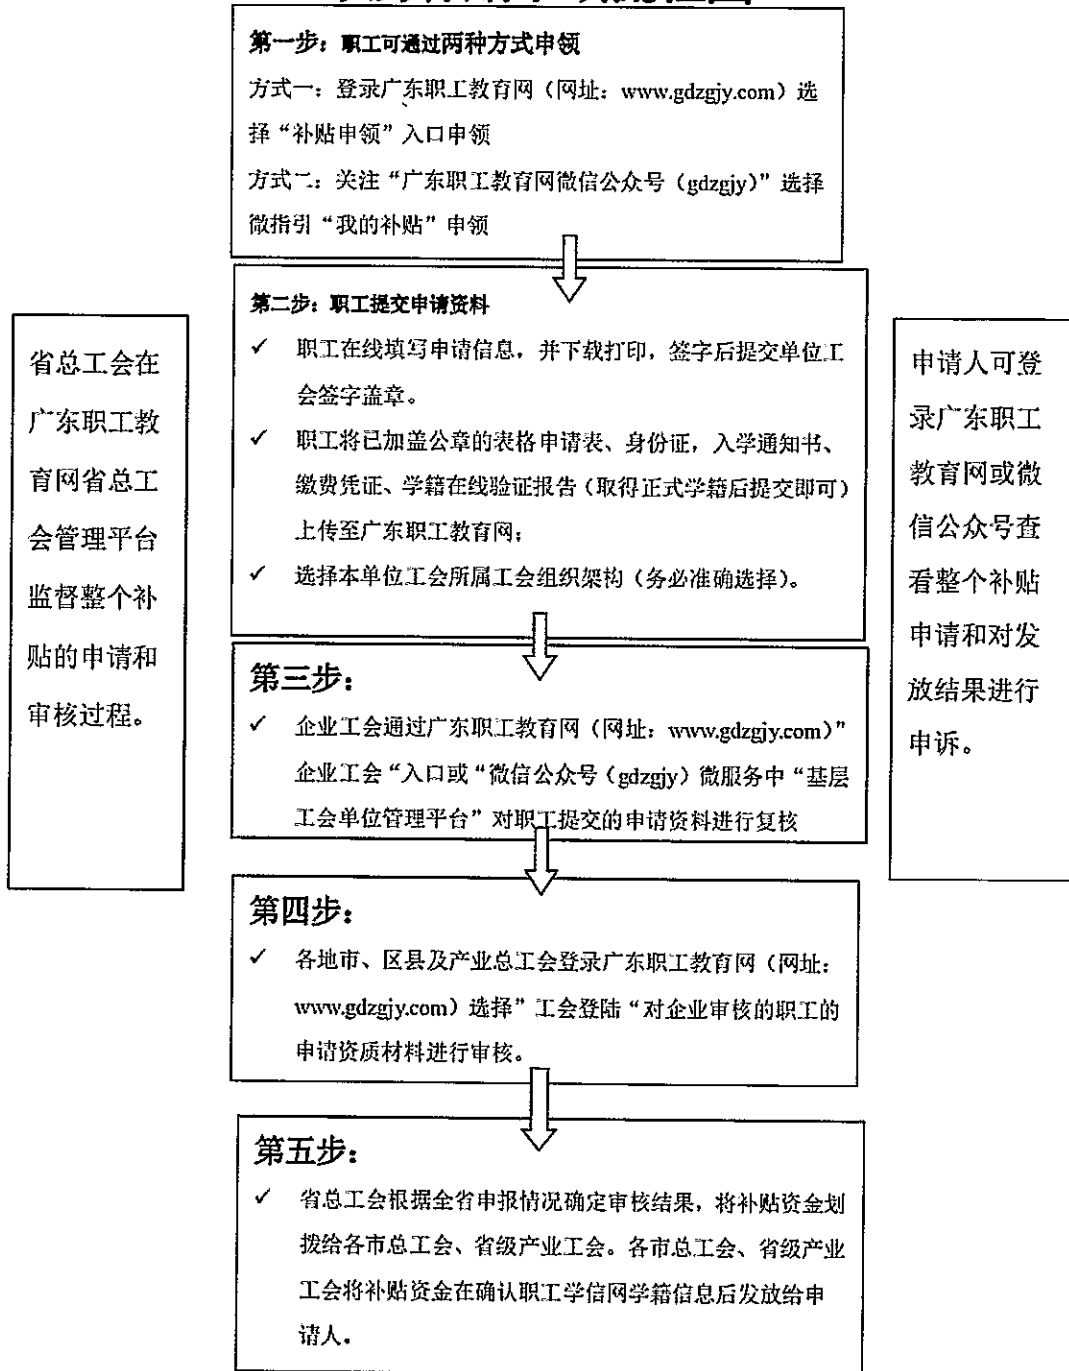 第一步：职工可通过两种方式申领
方式一：登录广东职工教育网（网址：www.gdzgjy.com）选
择“补贴申领”入口申领
方式二：关注“广东职工教育网微信公众号（gdzgjy）”选择
微指引“我的补贴”申领
第二步：职工提交申请资料
✓ 职工在线填写申请信息，并下载打印，签字后提交单位工
会签字盖章。
✓ 职工将已加盖公章的表格申请表、身份证，入学通知书、
缴费凭证、学籍在线验证报告（取得正式学籍后提交即可）
上传至广东职工教育网；
✓ 选择本单位工会所属工会组织架构（务必准确选择）。
省总工会在
广东职工教
育网省总工
会管理平台
监督整个补
贴的申请和
审核过程。
申请人可登
录广东职工
教育网或微
信公众号查
看整个补贴
申请和对发
放结果进行
申诉。
第三步：
✓ 企业工会通过广东职工教育网（网址：www.gdzgjy.com）”
企业工会“入口或“微信公众号（gdzgjy）微服务中“基层
工会单位管理平台”对职工提交的申请资料进行复核
第四步：
✓ 各地市、区县及产业总工会登录广东职工教育网（网址：
www.gdzgjy.com）选择”工会登陆“对企业审核的职工的
申请资质材料进行审核。
第五步：
✓ 省总工会根据全省申报情况确定审核结果，将补贴资金划
拨给各市总工会、省级产业工会。各市总工会、省级产业
工会将补贴资金在确认职工学信网学籍信息后发放给申
请人。